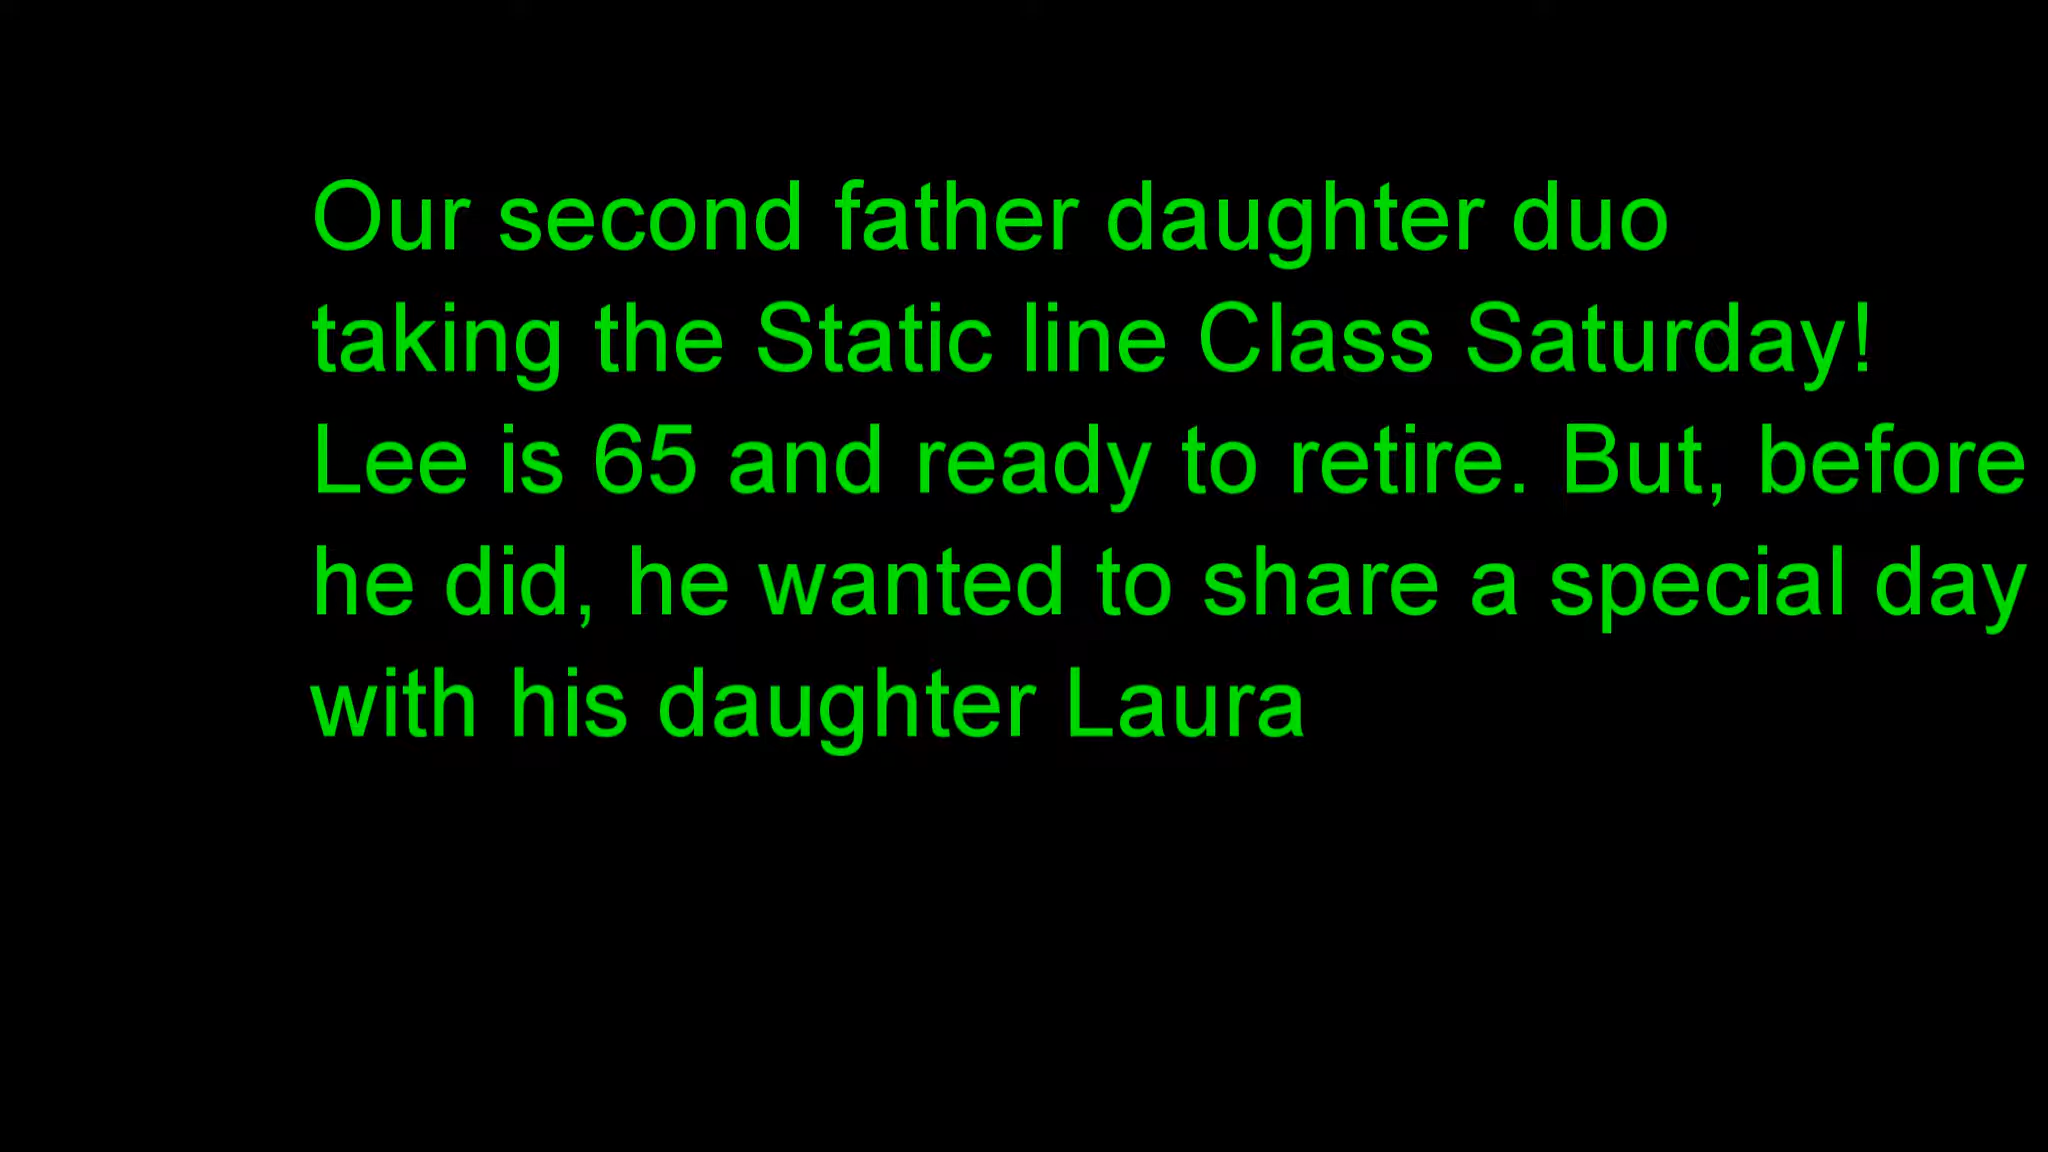 Our second father daughter duo
taking the Static line Class Saturday!
Lee is 65 and ready to retire. But, before
he did, he wanted to share a special day
with his daughter Laura